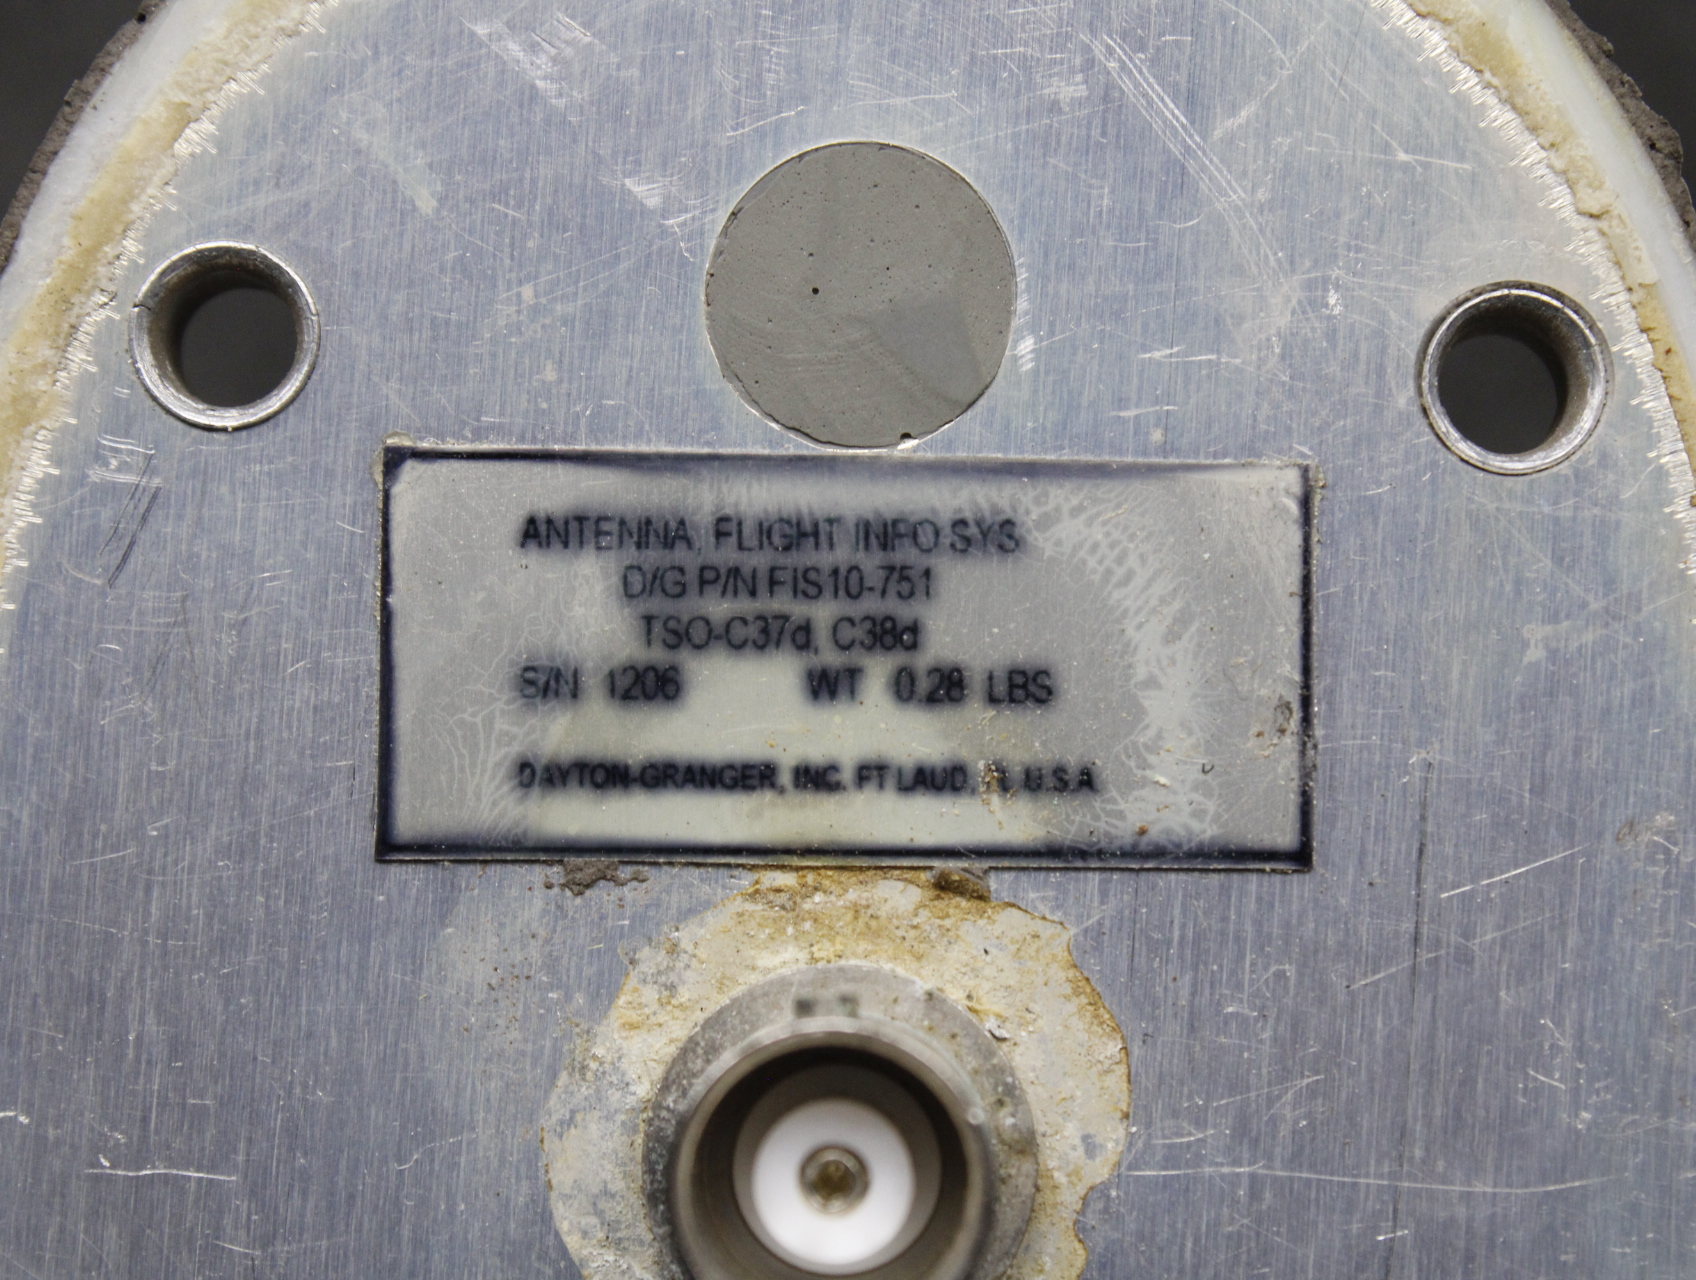 ANTENNA, FLIGHT INFO SYS
D/G P/N FIS10-751
TSO-C37d, C38d
S/N 1206 WT 0.28 LBS
DAYTON-GRANGER, INC. FT LAUD, FL U.S.A.